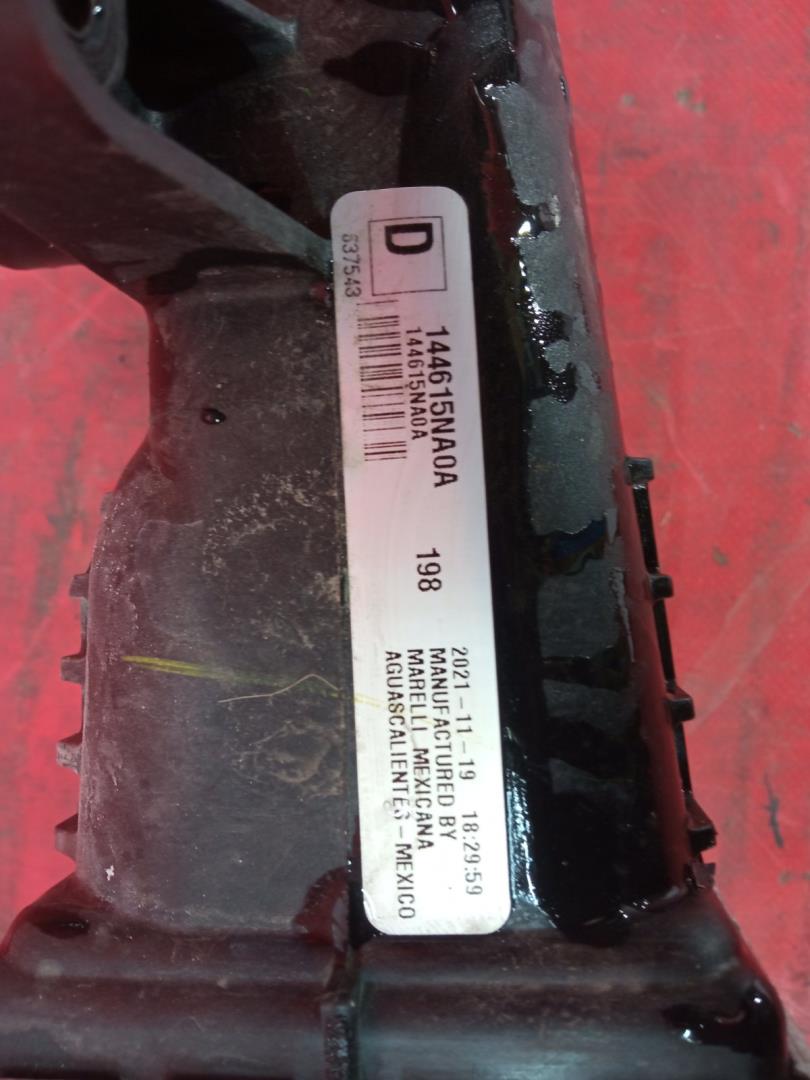 D
637543
144615NA0A
144615NA0A
198
2021-11-19 18:29:59
MANUFACTURED BY
MARELLI MEXICANA
AGUASCALIENTES-MEXICO